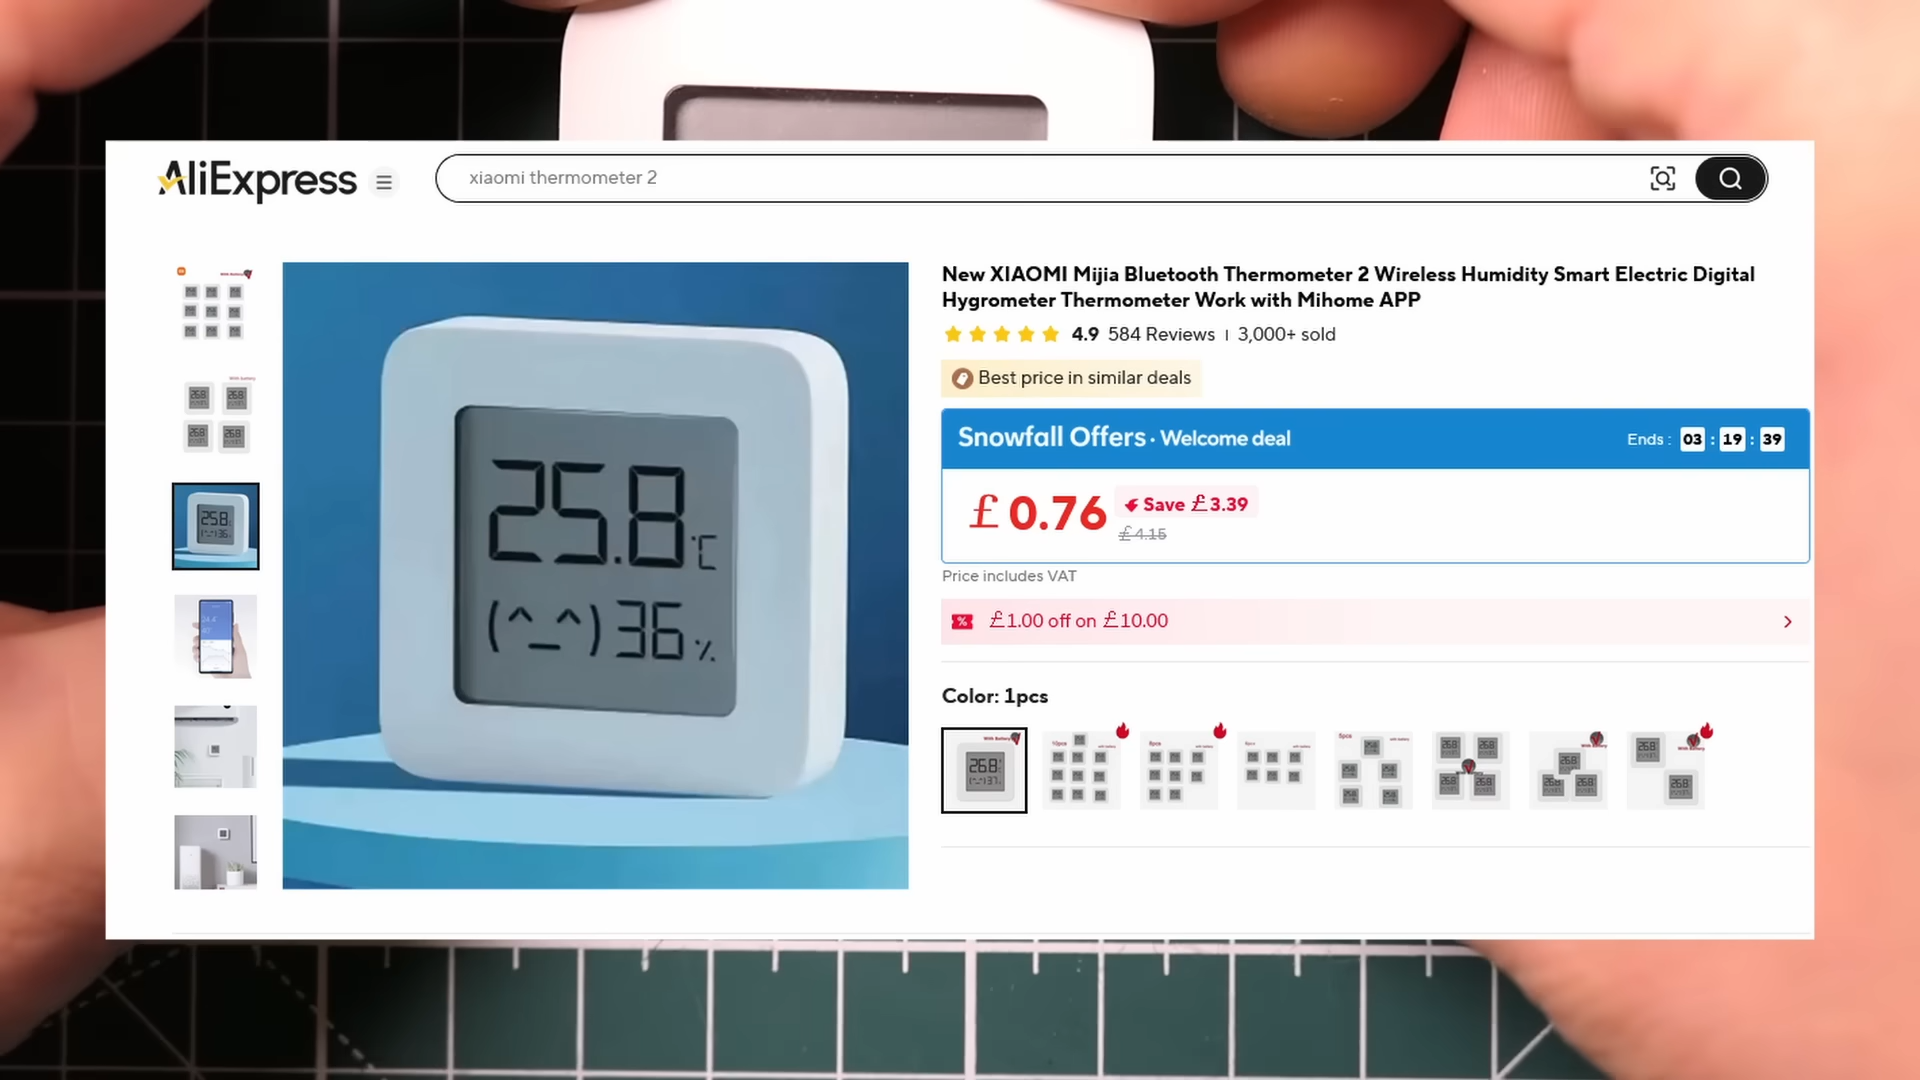 AliExpress
xiaomi thermometer 2
New XIAOMI Mijia Bluetooth Thermometer 2 Wireless Humidity Smart Electric Digital
Hygrometer Thermometer Work with Mihome APP
4.9 584 Reviews | 3,000+ sold
Best price in similar deals
Snowfall Offers · Welcome deal
Ends : 03 : 19 : 39
£0.76
Save £3.39
£4.15
Price includes VAT
£1.00 off on £10.00
Color: 1pcs
25.8 °C
(^_^) 36 %